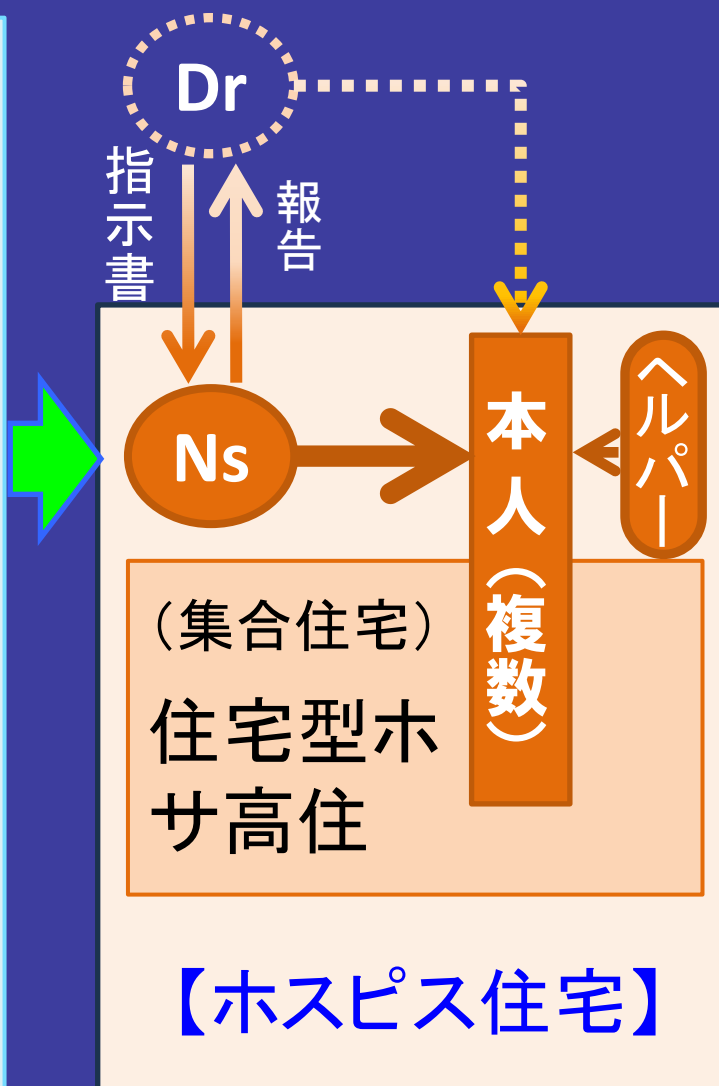 Dr
指示書
報告
Ns
本人（複数）
ヘルパー
（集合住宅）
住宅型ホ
サ高住
【ホスピス住宅】